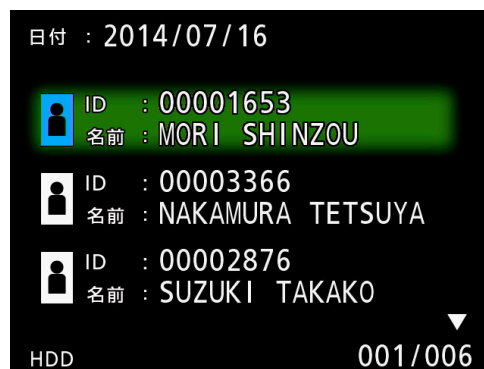 日付 : 2014/07/16
ID : 00001653
名前 : MORI SHINZOU
ID : 00003366
名前 : NAKAMURA TETSUYA
ID : 00002876
名前 : SUZUKI TAKAKO
HDD 001/006